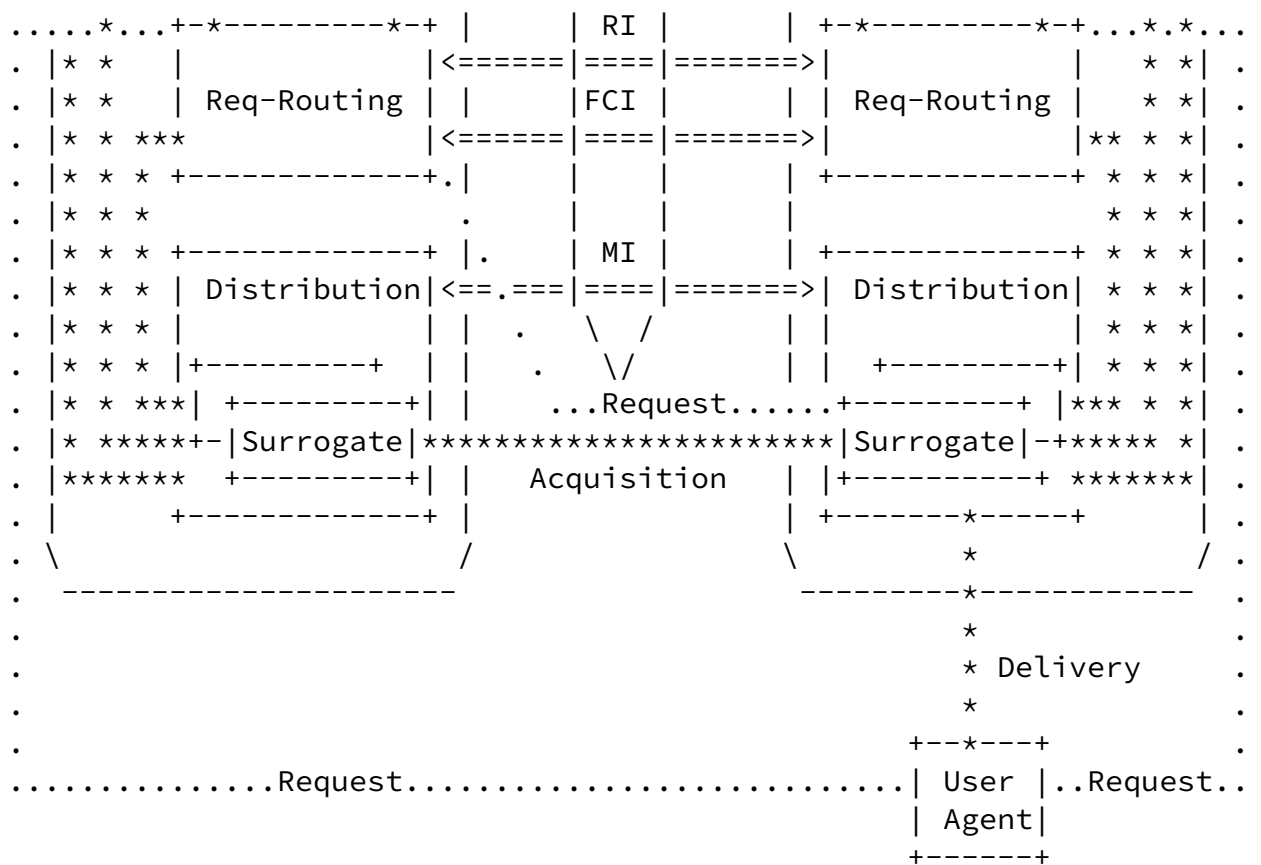 RI
Req-Routing FCI Req-Routing
MI
Distribution Distribution
Request
Surrogate Surrogate
Acquisition
Delivery
Request User Request
Agent